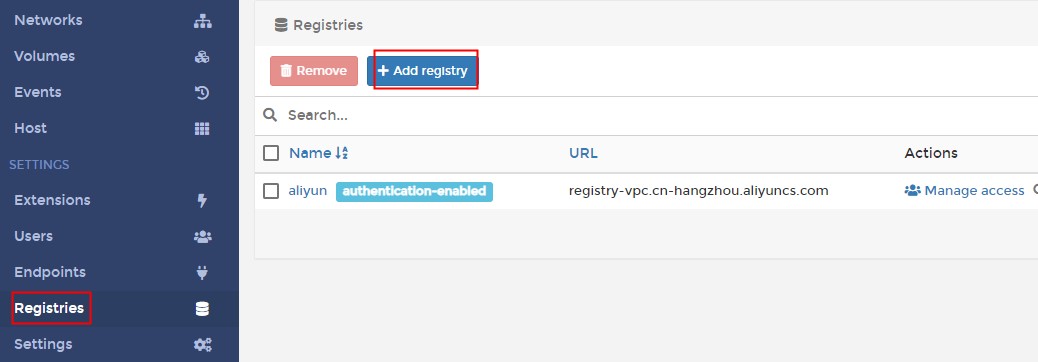 Networks
Volumes
Events
Host
SETTINGS
Extensions
Users
Endpoints
Registries
Settings
Registries
Remove
Add registry
Search...
Name URL Actions
aliyun authentication-enabled registry-vpc.cn-hangzhou.aliyuncs.com Manage access